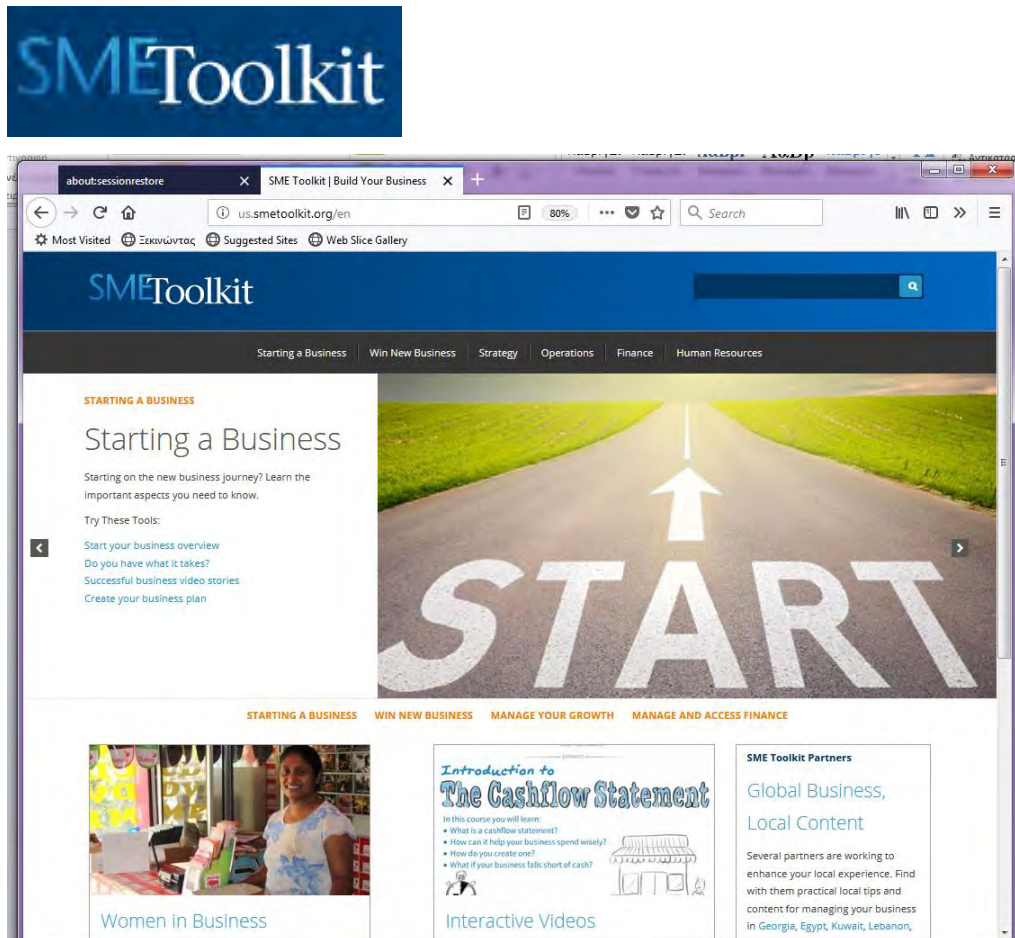 SMEToolkit
about:sessionrestore
SME Toolkit | Build Your Business
us.smetoolkit.org/en
80%
Search
Most Visited
Ξεκινώντας
Suggested Sites
Web Slice Gallery
SMEToolkit
Starting a Business
Win New Business
Strategy
Operations
Finance
Human Resources
STARTING A BUSINESS
Starting a Business
Starting on the new business journey? Learn the
important aspects you need to know.
Try These Tools:
Start your business overview
Do you have what it takes?
Successful business video stories
Create your business plan
START
STARTING A BUSINESS
WIN NEW BUSINESS
MANAGE YOUR GROWTH
MANAGE AND ACCESS FINANCE
Women in Business
presents
Introduction to
The Cashflow Statement
In this course you will learn:
• What is a cashflow statement?
• How can it help your business spend wisely?
• How do you create one?
• What if your business falls short of cash?
Interactive Videos
SME Toolkit Partners
Global Business,
Local Content
Several partners are working to
enhance your local experience. Find
with them practical local tips and
content for managing your business
in Georgia, Egypt, Kuwait, Lebanon,